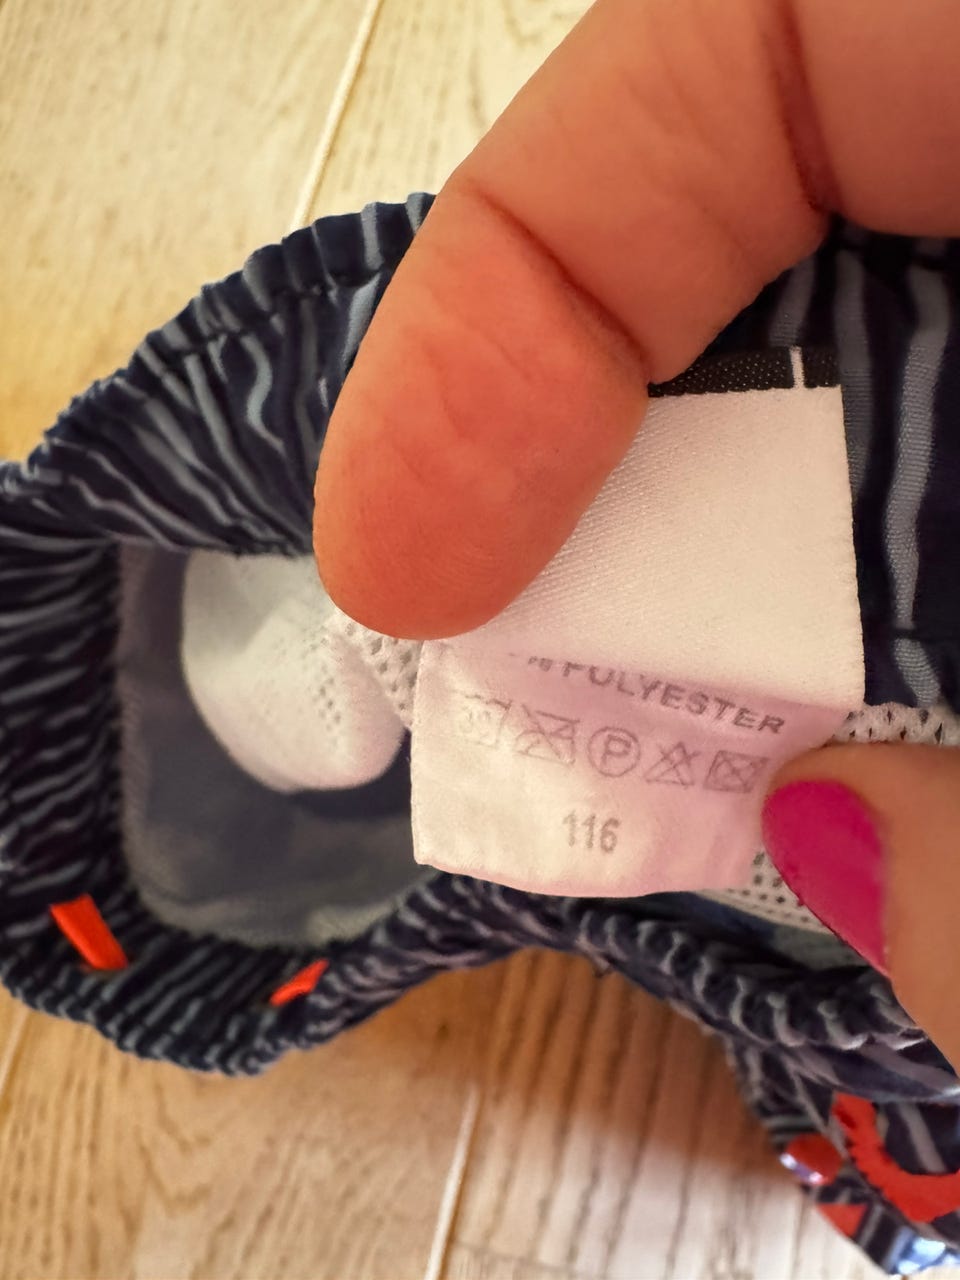 % POLYESTER
P
116